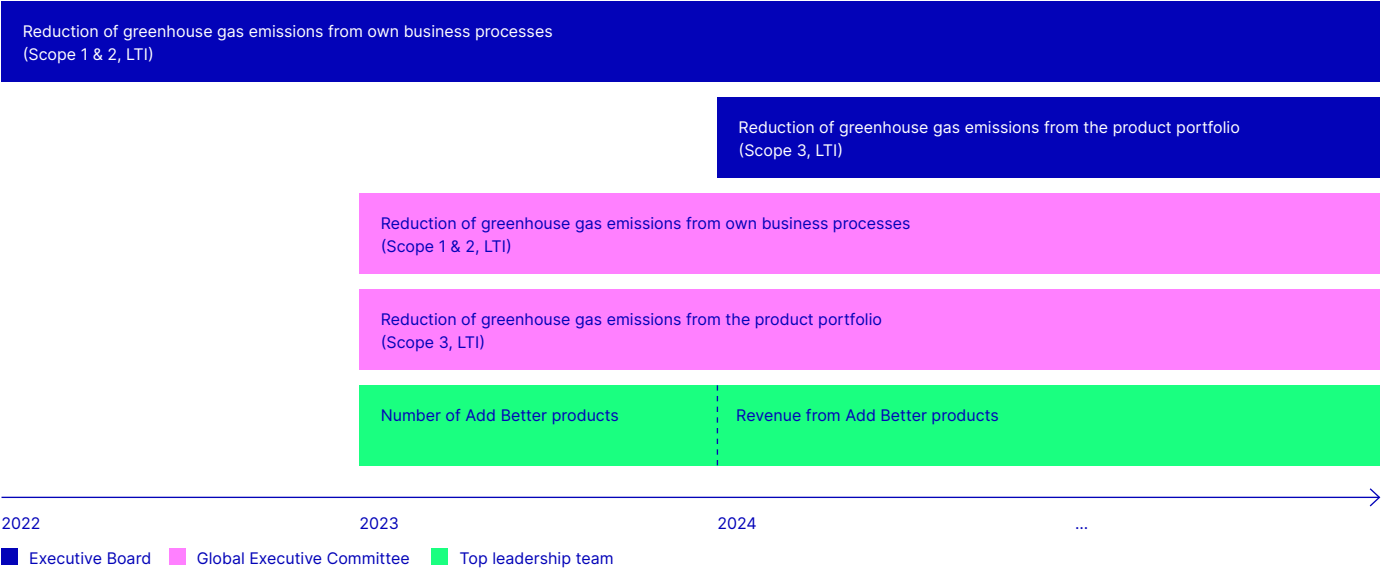 Reduction of greenhouse gas emissions from own business processes
(Scope 1 & 2, LTI)
Reduction of greenhouse gas emissions from the product portfolio
(Scope 3, LTI)
Reduction of greenhouse gas emissions from own business processes
(Scope 1 & 2, LTI)
Reduction of greenhouse gas emissions from the product portfolio
(Scope 3, LTI)
Number of Add Better products Revenue from Add Better products
2022 2023 2024 ...
Executive Board Global Executive Committee Top leadership team